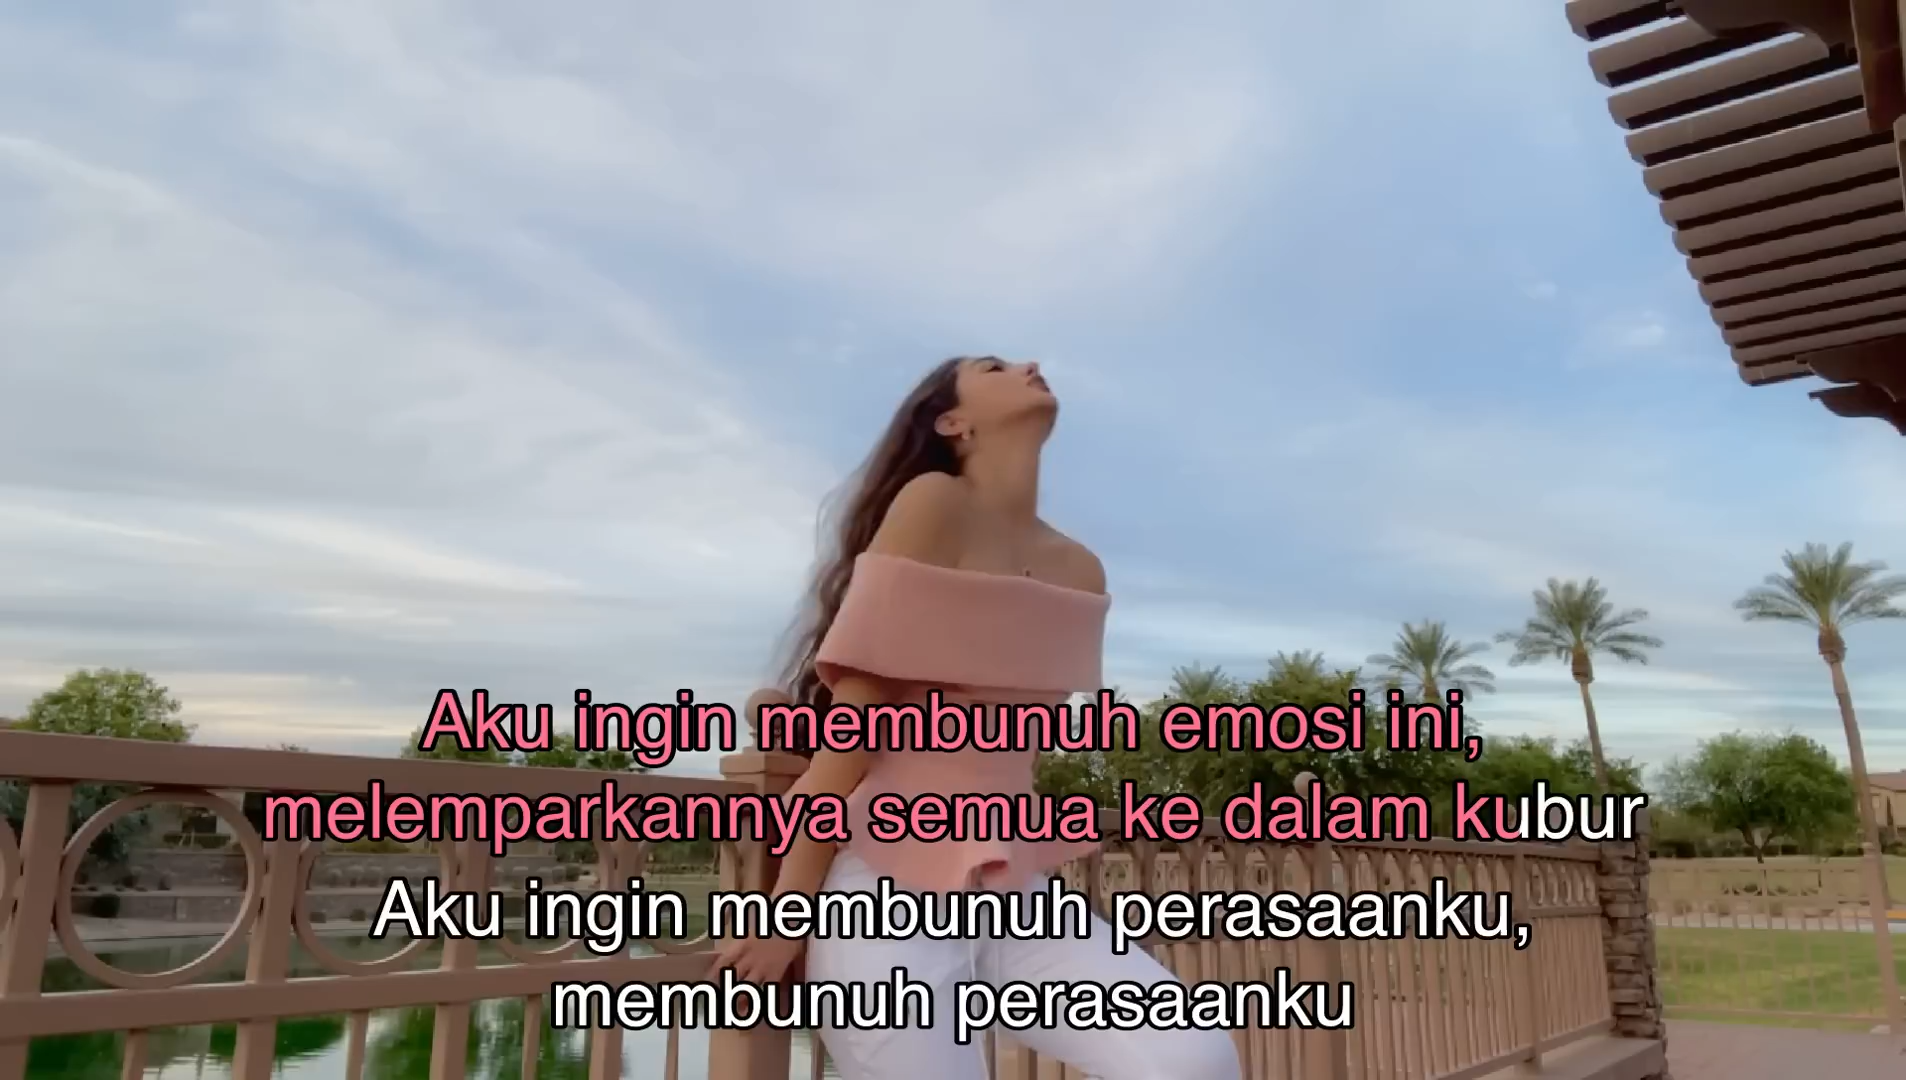 Aku ingin membunuh emosi ini,
melemparkannya semua ke dalam kubur
Aku ingin membunuh perasaanku,
membunuh perasaanku